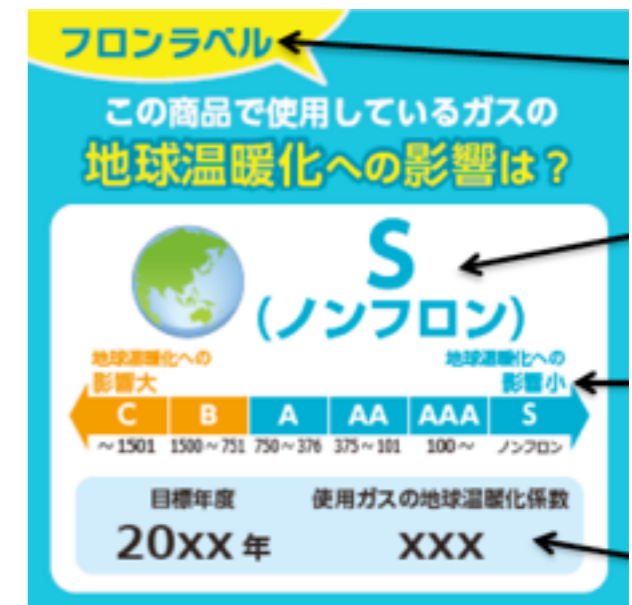 フロンラベル
この商品で使用しているガスの
地球温暖化への影響は？
S
(ノンフロン)
地球温暖化への
影響大
地球温暖化への
影響小
C B A AA AAA S
～1501 1500～751 750～376 375～101 100～ ノンフロン
目標年度 使用ガスの地球温暖化係数
20XX 年 XXX